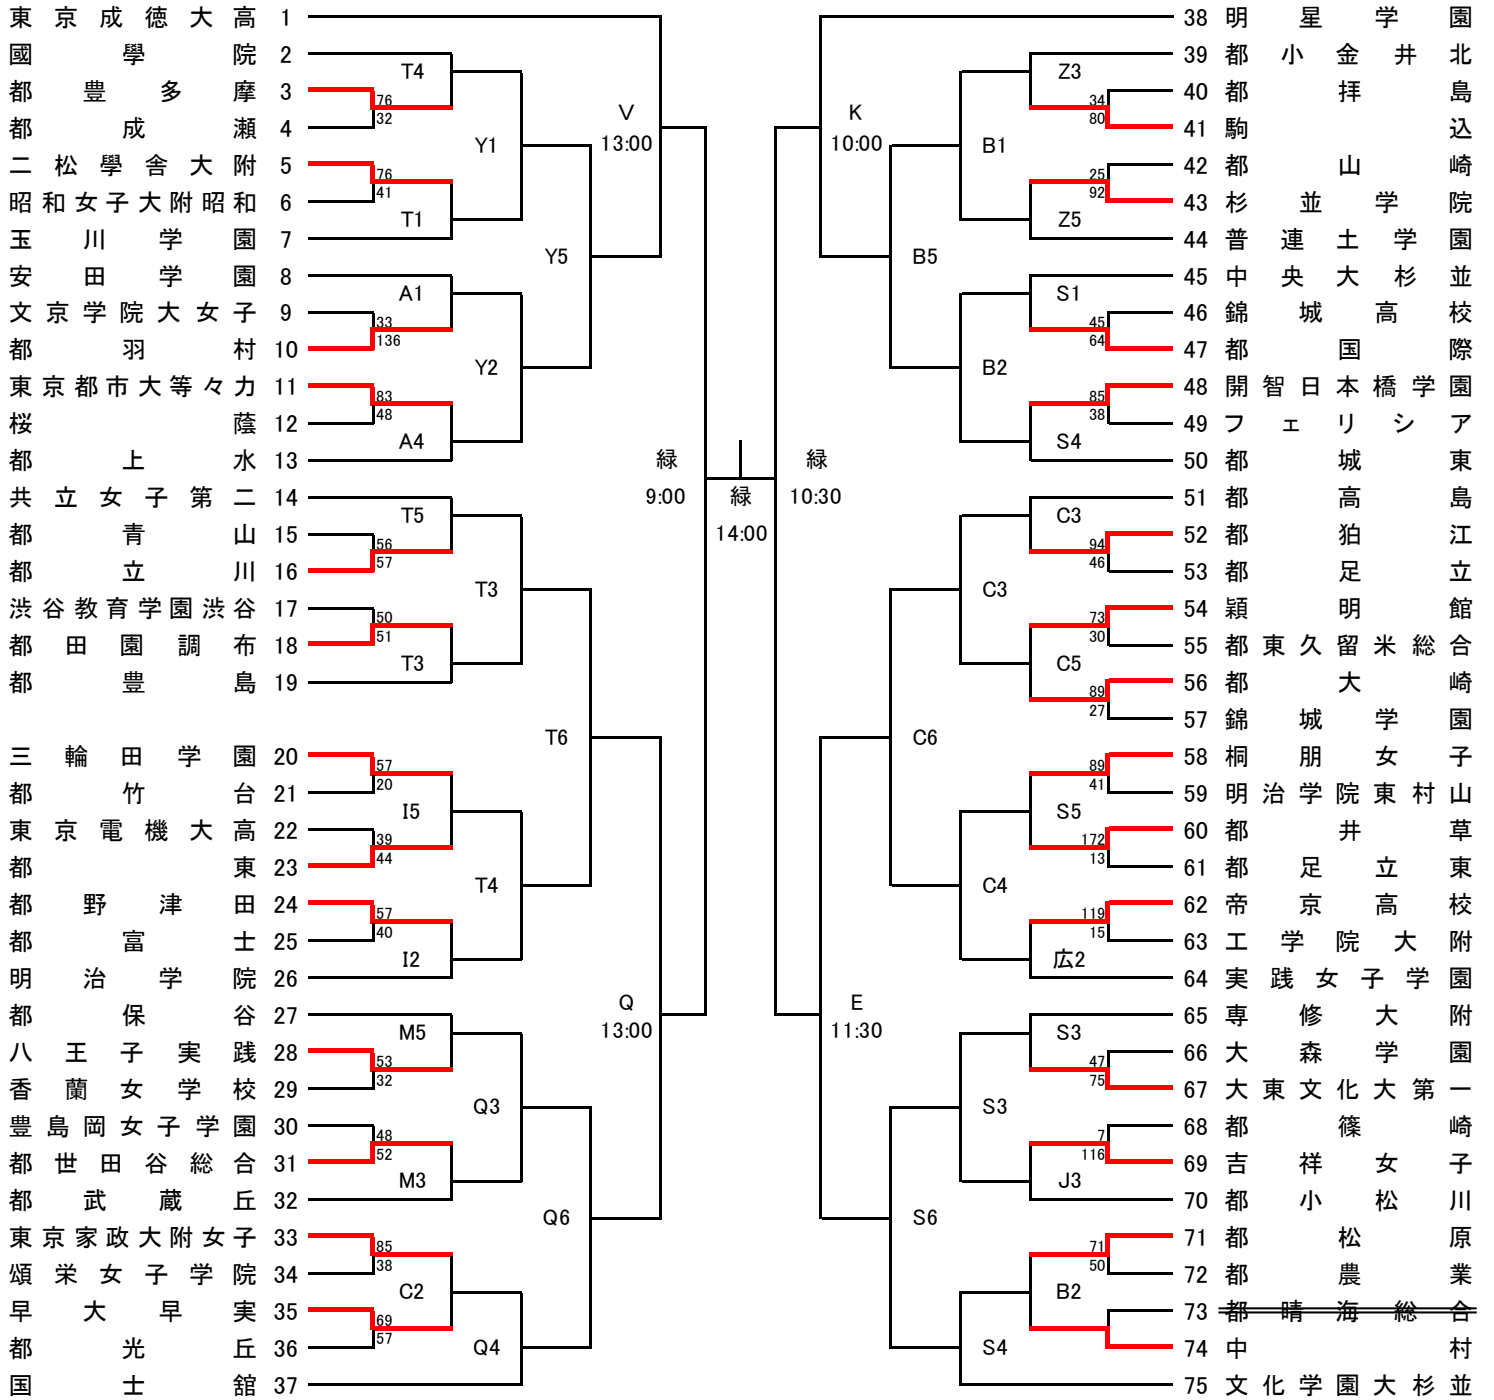 東京成徳大高 1
國學院 2
T4
都豊多摩 3
76
32
都成瀬 4
Y1
二松學舎大附 5
76
41
昭和女子大附昭和 6
T1
玉川学園 7
V
13:00
Y5
安田学園 8
A1
文京学院大女子 9
33
136
都羽村 10
Y2
東京都市大等々力 11
83
48
桜蔭 12
A4
都上水 13
緑
9:00
共立女子第二 14
T5
都青山 15
56
57
都立川 16
T3
渋谷教育学園渋谷 17
50
51
都田園調布 18
T3
都豊島 19
T6
三輪田学園 20
57
20
都竹台 21
I5
東京電機大高 22
39
44
都東 23
T4
都野津田 24
57
40
都富士 25
I2
明治学院 26
Q
13:00
都保谷 27
M5
八王子実践 28
53
32
香蘭女学校 29
Q3
豊島岡女子学園 30
48
52
都世田谷総合 31
M3
都武蔵丘 32
Q6
東京家政大附女子 33
85
38
頌栄女子学院 34
C2
早大早実 35
69
57
都光丘 36
Q4
国士舘 37
緑
14:00
38 明星学園
39 都小金井北
Z3
40 都拝島
34
80
41 駒込
B1
42 都山崎
25
92
43 杉並学院
Z5
44 普連土学園
K
10:00
B5
45 中央大杉並
S1
46 錦城高校
45
64
47 都国際
B2
48 開智日本橋学園
85
38
49 フェリシア
S4
50 都城東
緑
10:30
51 都高島
C3
52 都狛江
94
46
53 都足立
C3
54 穎明館
73
30
55 都東久留米総合
C5
56 都大崎
89
27
57 錦城学園
C6
58 桐朋女子
89
41
59 明治学院東村山
S5
60 都井草
172
13
61 都足立東
C4
62 帝京高校
119
15
63 工学院大附
広2
64 実践女子学園
E
11:30
65 専修大附
S3
66 大森学園
47
75
67 大東文化大第一
S3
68 都篠崎
7
116
69 吉祥女子
J3
70 都小松川
S6
71 都松原
71
50
72 都農業
B2
73 都晴海総合
74 中村
S4
75 文化学園大杉並